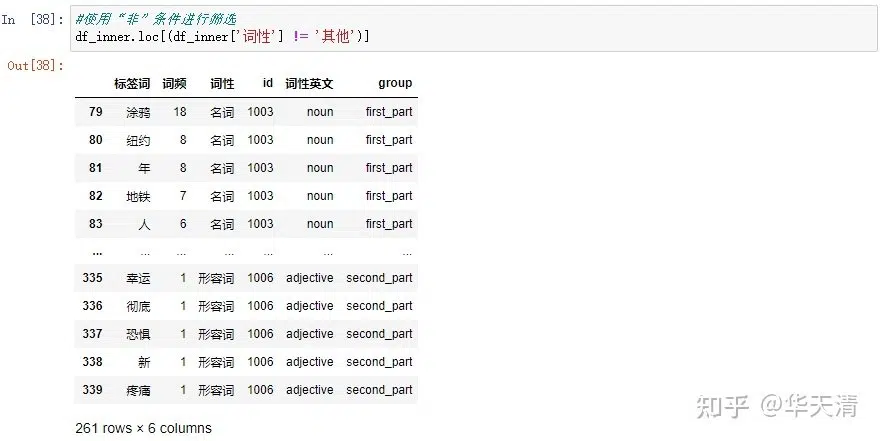 In [38]: #使用“非”条件进行筛选
df_inner.loc[(df_inner['词性'] != '其他')]
Out[38]:
标签词 词频 词性 id 词性英文 group
79 涂鸦 18 名词 1003 noun first_part
80 纽约 8 名词 1003 noun first_part
81 年 8 名词 1003 noun first_part
82 地铁 7 名词 1003 noun first_part
83 人 6 名词 1003 noun first_part
... ... ... ... ... ... ...
335 幸运 1 形容词 1006 adjective second_part
336 彻底 1 形容词 1006 adjective second_part
337 恐惧 1 形容词 1006 adjective second_part
338 新 1 形容词 1006 adjective second_part
339 疼痛 1 形容词 1006 adjective second_part
261 rows × 6 columns
知乎 @华天清